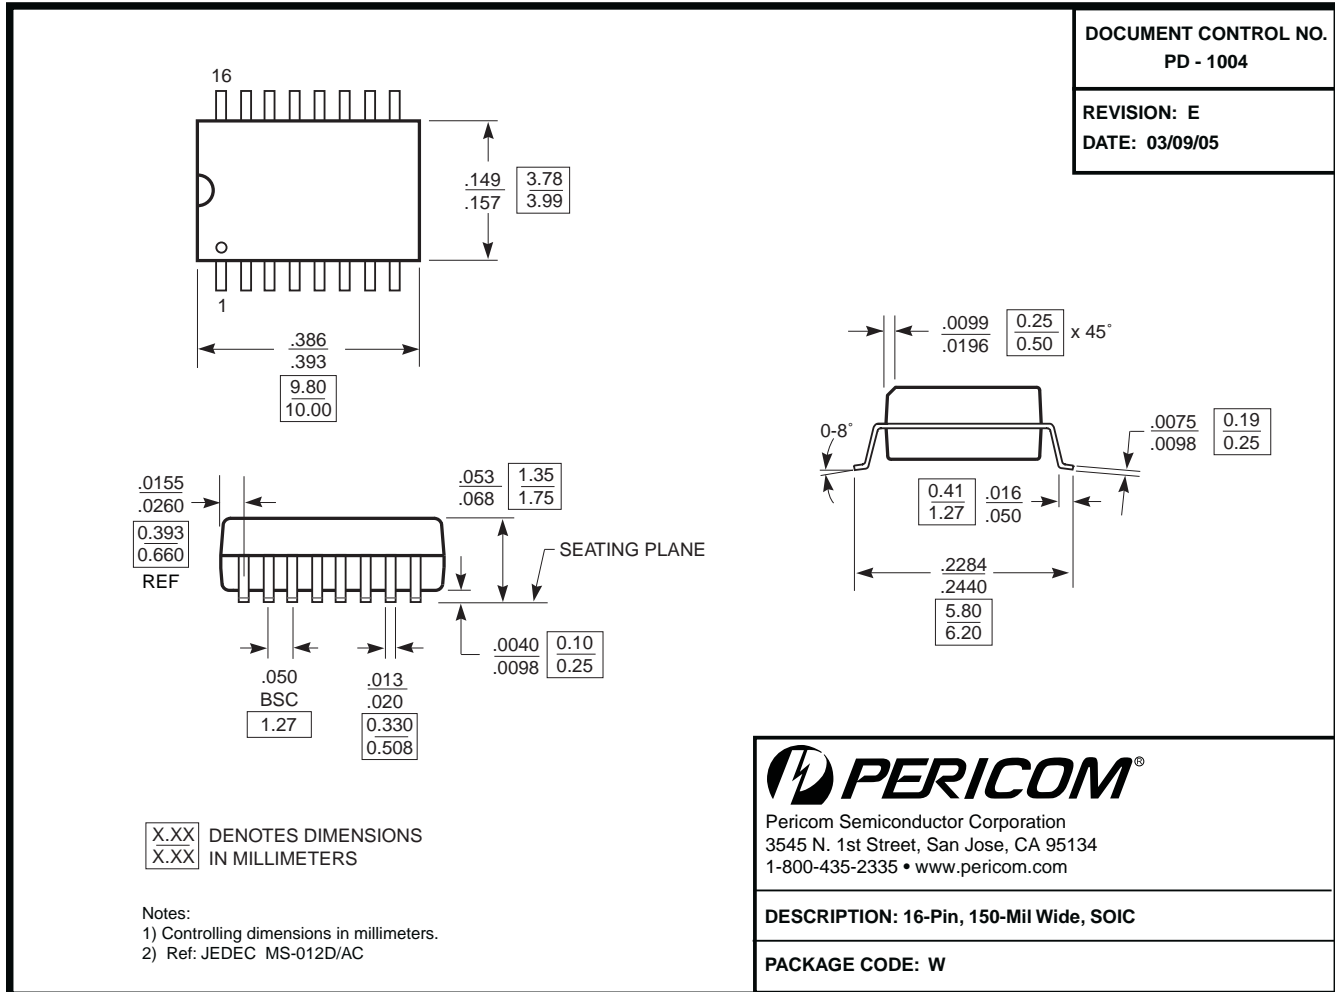 DOCUMENT CONTROL NO.
PD - 1004
REVISION: E
DATE: 03/09/05
16
.149
.157
3.78
3.99
1
.386
.393
9.80
10.00
.0099
.0196
0.25
0.50
x 45°
0-8°
.0075
.0098
0.19
0.25
0.41
1.27
.016
.050
.2284
.2440
5.80
6.20
.0155
.0260
0.393
0.660
REF
.053
.068
1.35
1.75
SEATING PLANE
.0040
.0098
0.10
0.25
.050
BSC
1.27
.013
.020
0.330
0.508
X.XX
X.XX
DENOTES DIMENSIONS
IN MILLIMETERS
Notes:
1) Controlling dimensions in millimeters.
2) Ref: JEDEC MS-012D/AC
PERICOM®
Pericom Semiconductor Corporation
3545 N. 1st Street, San Jose, CA 95134
1-800-435-2335 • www.pericom.com
DESCRIPTION: 16-Pin, 150-Mil Wide, SOIC
PACKAGE CODE: W